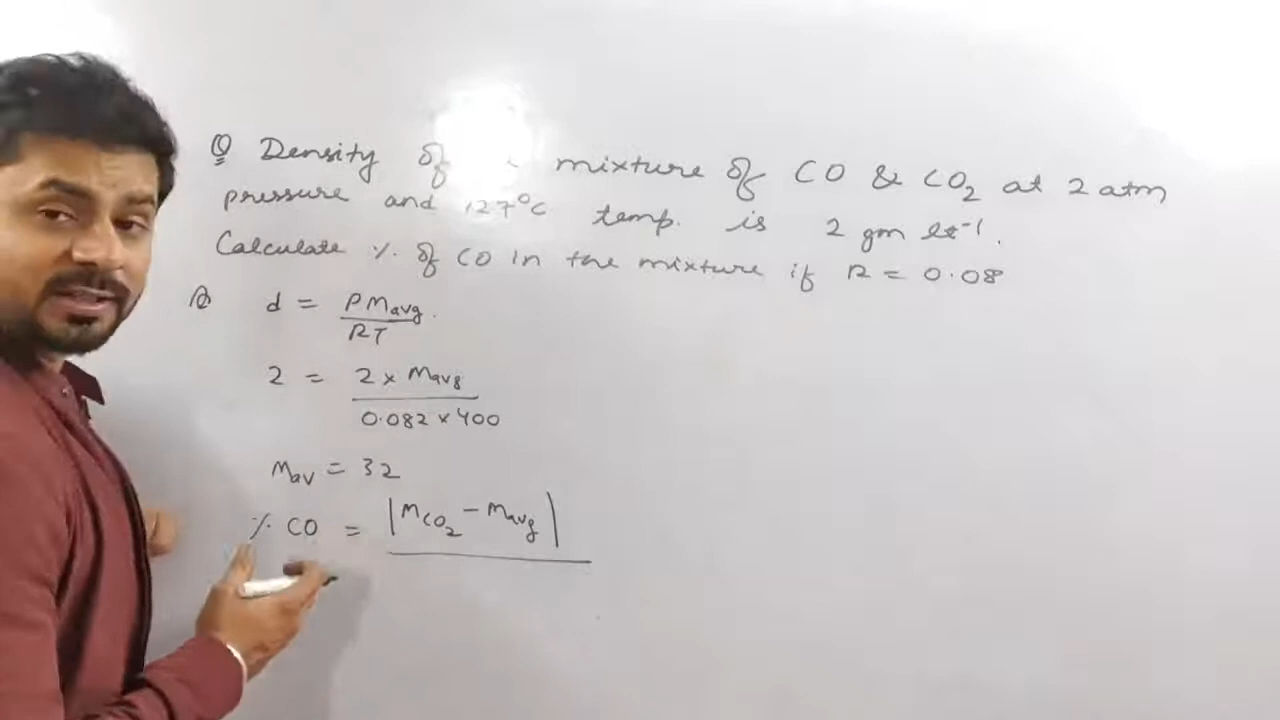 Q Density of mixture of CO & CO2 at 2 atm
pressure and 127°C temp. is 2 gm lt-1.
Calculate % of CO in the mixture if R = 0.08
d = PMavg / RT
2 = 2 × Mavg / 0.082 × 400
Mav = 32
% CO = |MCO2 - Mavg|